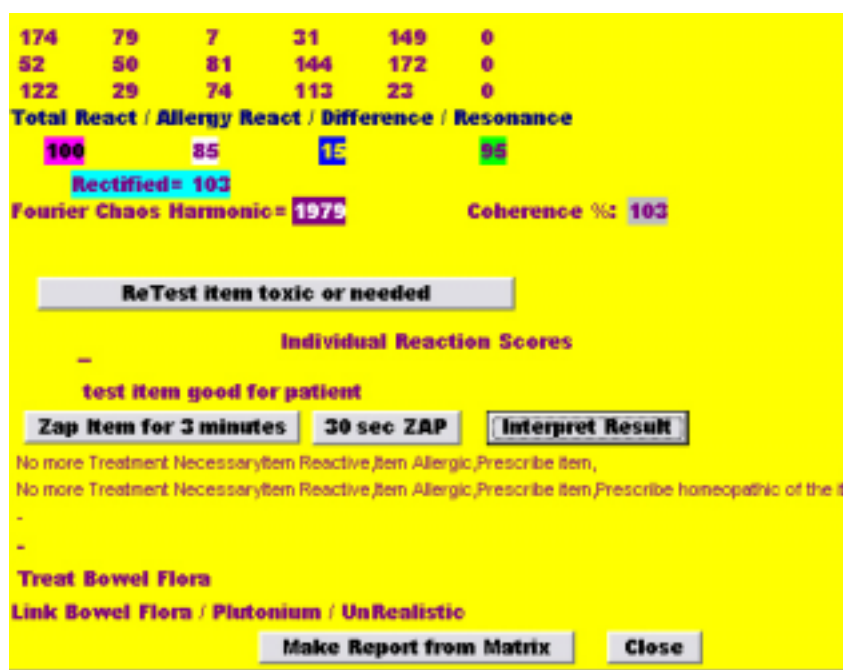 174 79 7 31 149 0
52 50 81 144 172 0
122 29 74 113 23 0
Total React / Allergy React / Difference / Resonance
100 85 15 95
Rectified= 103
Fourier Chaos Harmonic= 1979 Coherence %: 103
ReTest item toxic or needed
Individual Reaction Scores
-
test item good for patient
Zap Item for 3 minutes 30 sec ZAP Interpret Result
No more Treatment NecessaryItem Reactive,Item Allergic,Prescribe item,
No more Treatment NecessaryItem Reactive,Item Allergic,Prescribe item,Prescribe homeopathic of the it
-
-
Treat Bowel Flora
Link Bowel Flora / Plutonium / UnRealistic
Make Report from Matrix Close